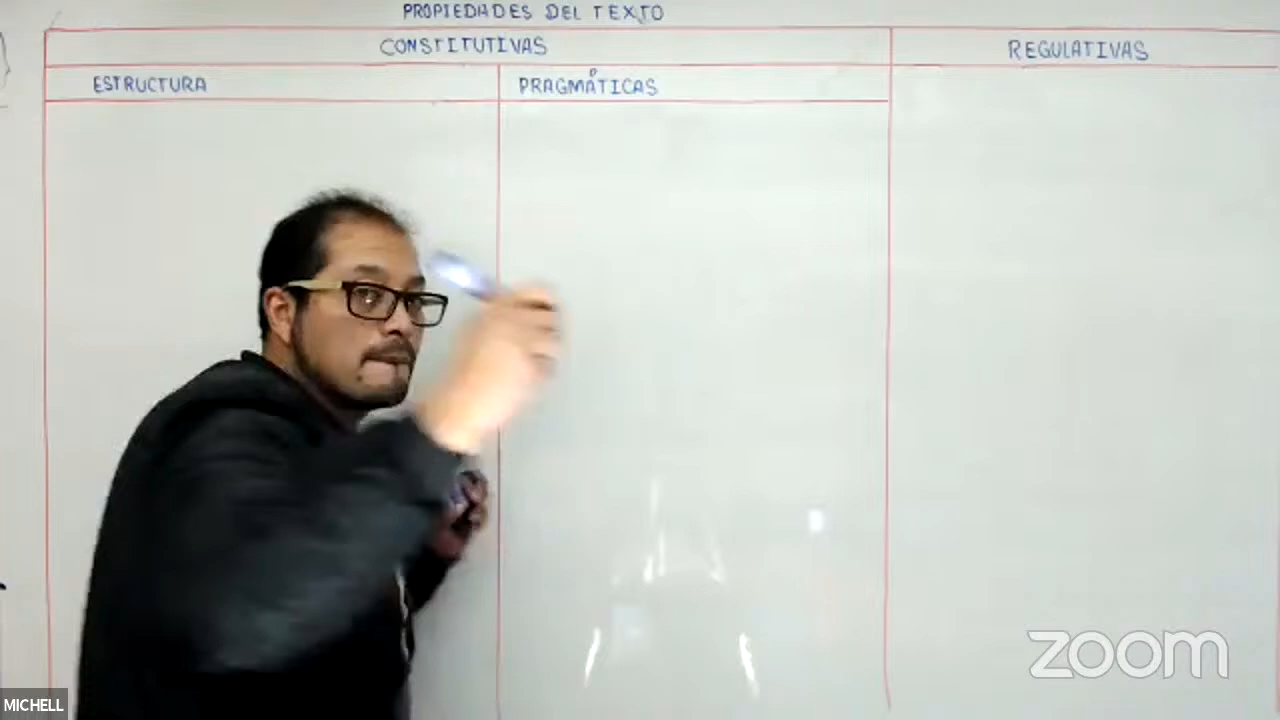 PROPIEDADES DEL TEXTO
CONSTITUTIVAS
REGULATIVAS
ESTRUCTURA
PRAGMÁTICAS
zoom
MICHELL